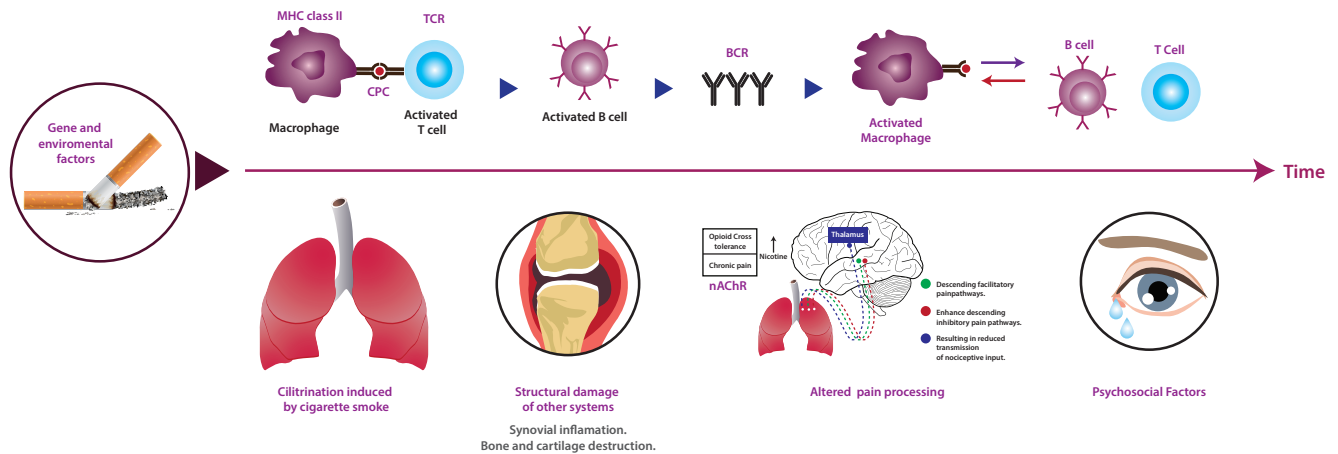 Gene and
enviromental
factors
MHC class II
TCR
CPC
Macrophage
Activated
T cell
Activated B cell
BCR
Activated
Macrophage
B cell
T Cell
Time
Cilitrination induced
by cigarette smoke
Structural damage
of other systems
Synovial inflamation.
Bone and cartilage destruction.
Opioid Cross
tolerance
Chronic pain
nAChR
Nicotine
Thalamus
Descending facilitatory
painpathways.
Enhance descending
inhibitory pain pathways.
Resulting in reduced
transmission
of nociceptive input.
Altered pain processing
Psychosocial Factors